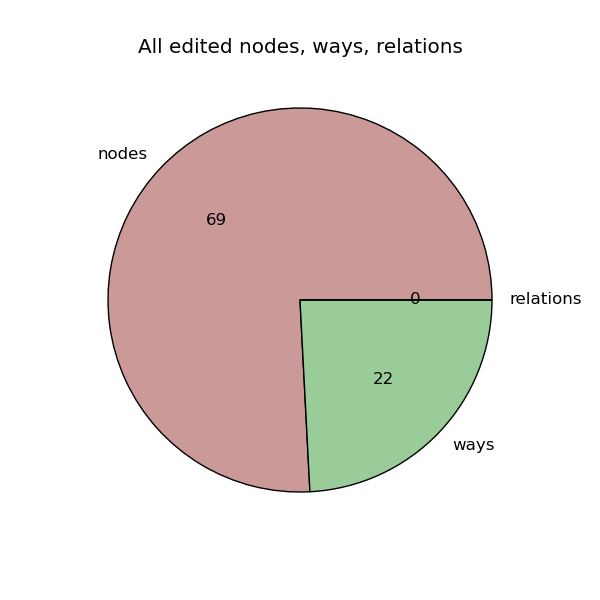 All edited nodes, ways, relations
nodes
69
0
relations
22
ways